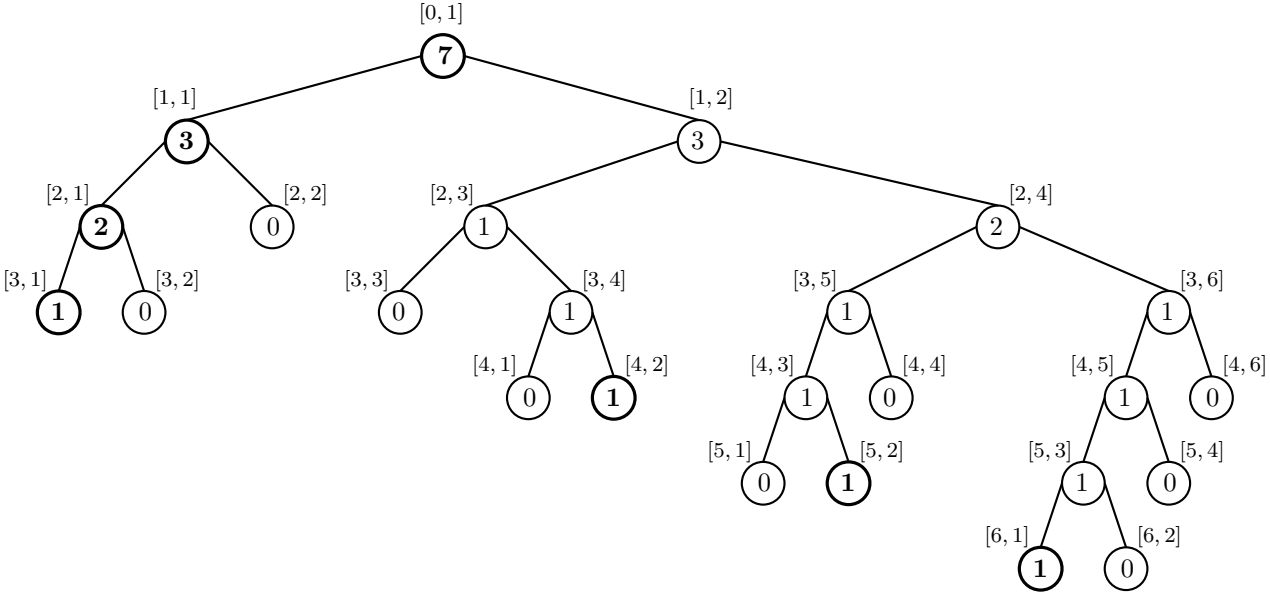 [0, 1]
7
[1, 1] [1, 2]
3 3
[2, 1] [2, 2] [2, 3] [2, 4]
2 0 1 2
[3, 1] [3, 2] [3, 3] [3, 4] [3, 5] [3, 6]
1 0 0 1 1 1
[4, 1] [4, 2] [4, 3] [4, 4] [4, 5] [4, 6]
0 1 1 0 1 0
[5, 1] [5, 2] [5, 3] [5, 4]
0 1 1 0
[6, 1] [6, 2]
1 0